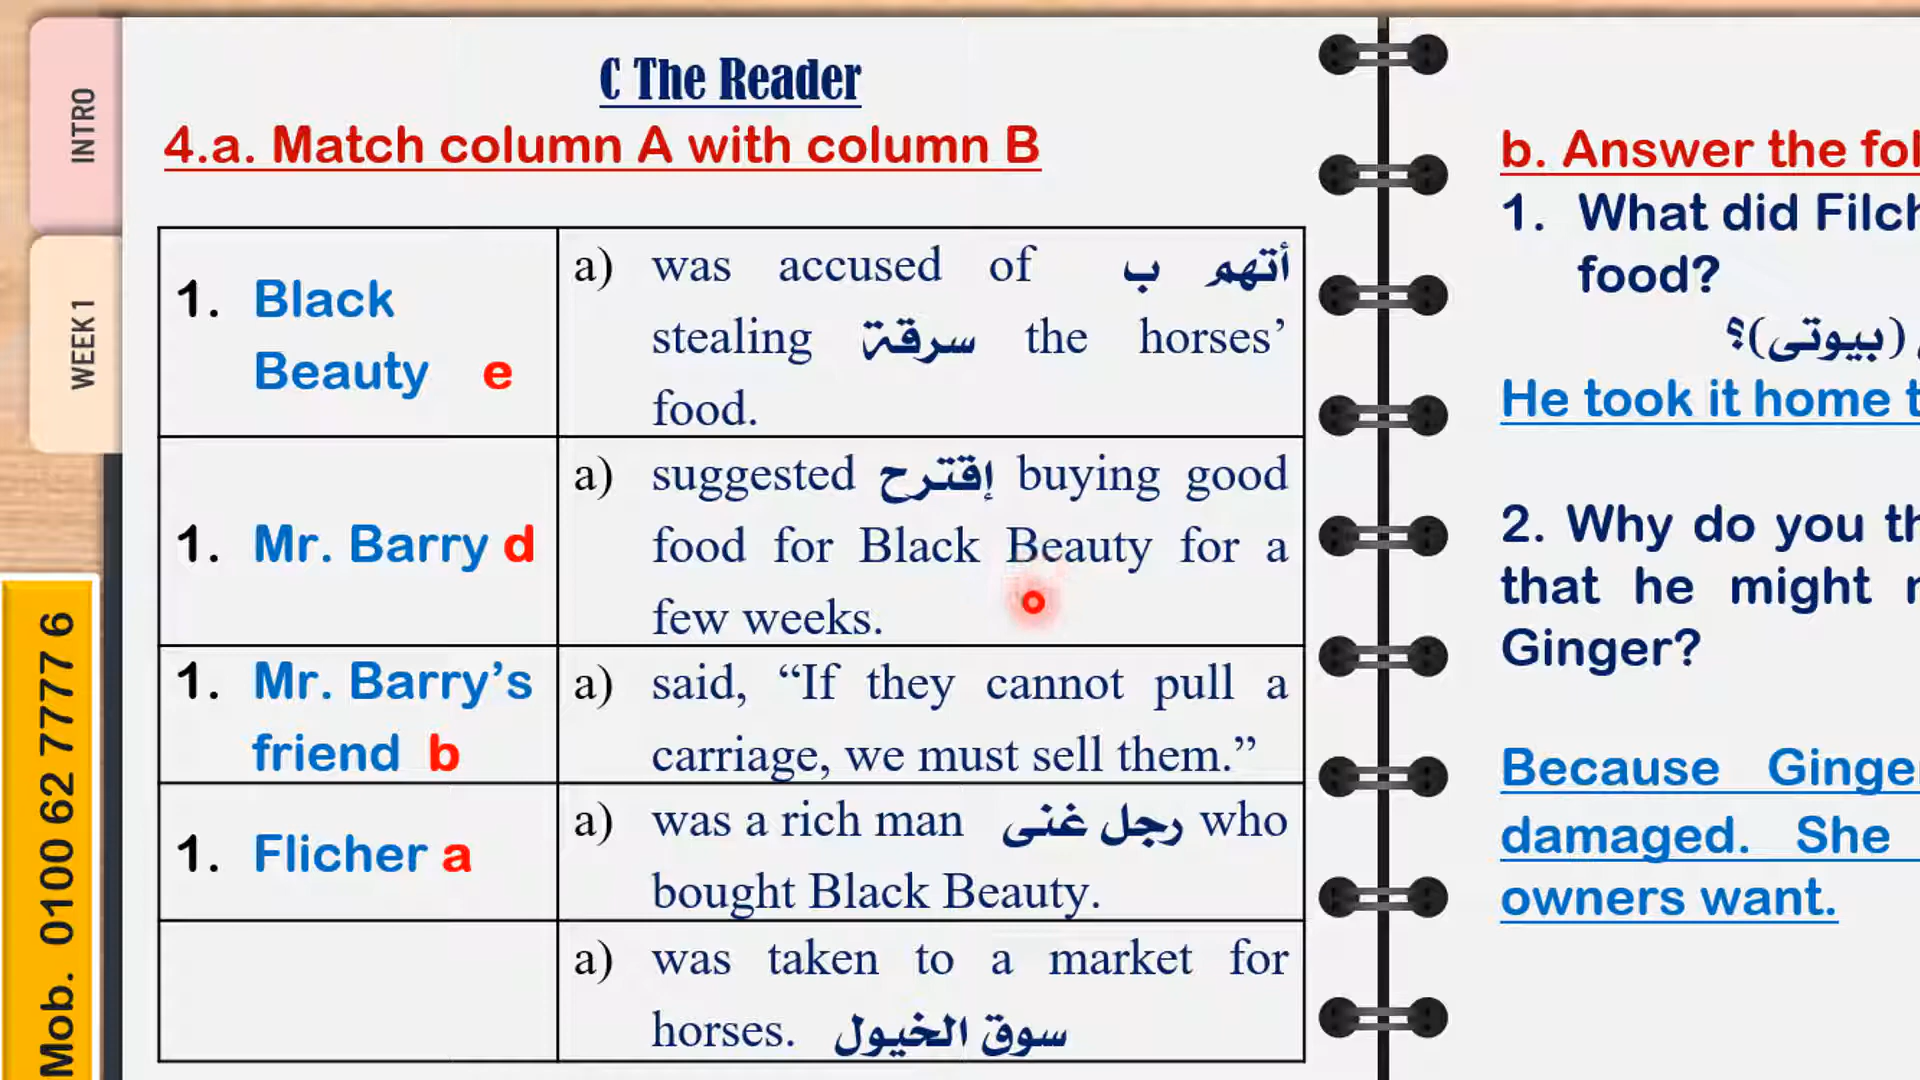 INTRO
WEEK 1
Mob. 0100 62 7777 6
C The Reader
4.a. Match column A with column B
1. Black
Beauty e
a) was accused of أتهم ب
stealing سرقة the horses’
food.
1. Mr. Barry d
a) suggested إقترح buying good
food for Black Beauty for a
few weeks.
1. Mr. Barry’s
friend b
a) said, “If they cannot pull a
carriage, we must sell them.”
1. Flicher a
a) was a rich man رجل غنى who
bought Black Beauty.
a) was taken to a market for
horses. سوق الخيول
b. Answer the fol
1. What did Filch
food?
(بيوتى)؟
He took it home t
2. Why do you th
that he might
Ginger?
Because Ginge
damaged. She
owners want.